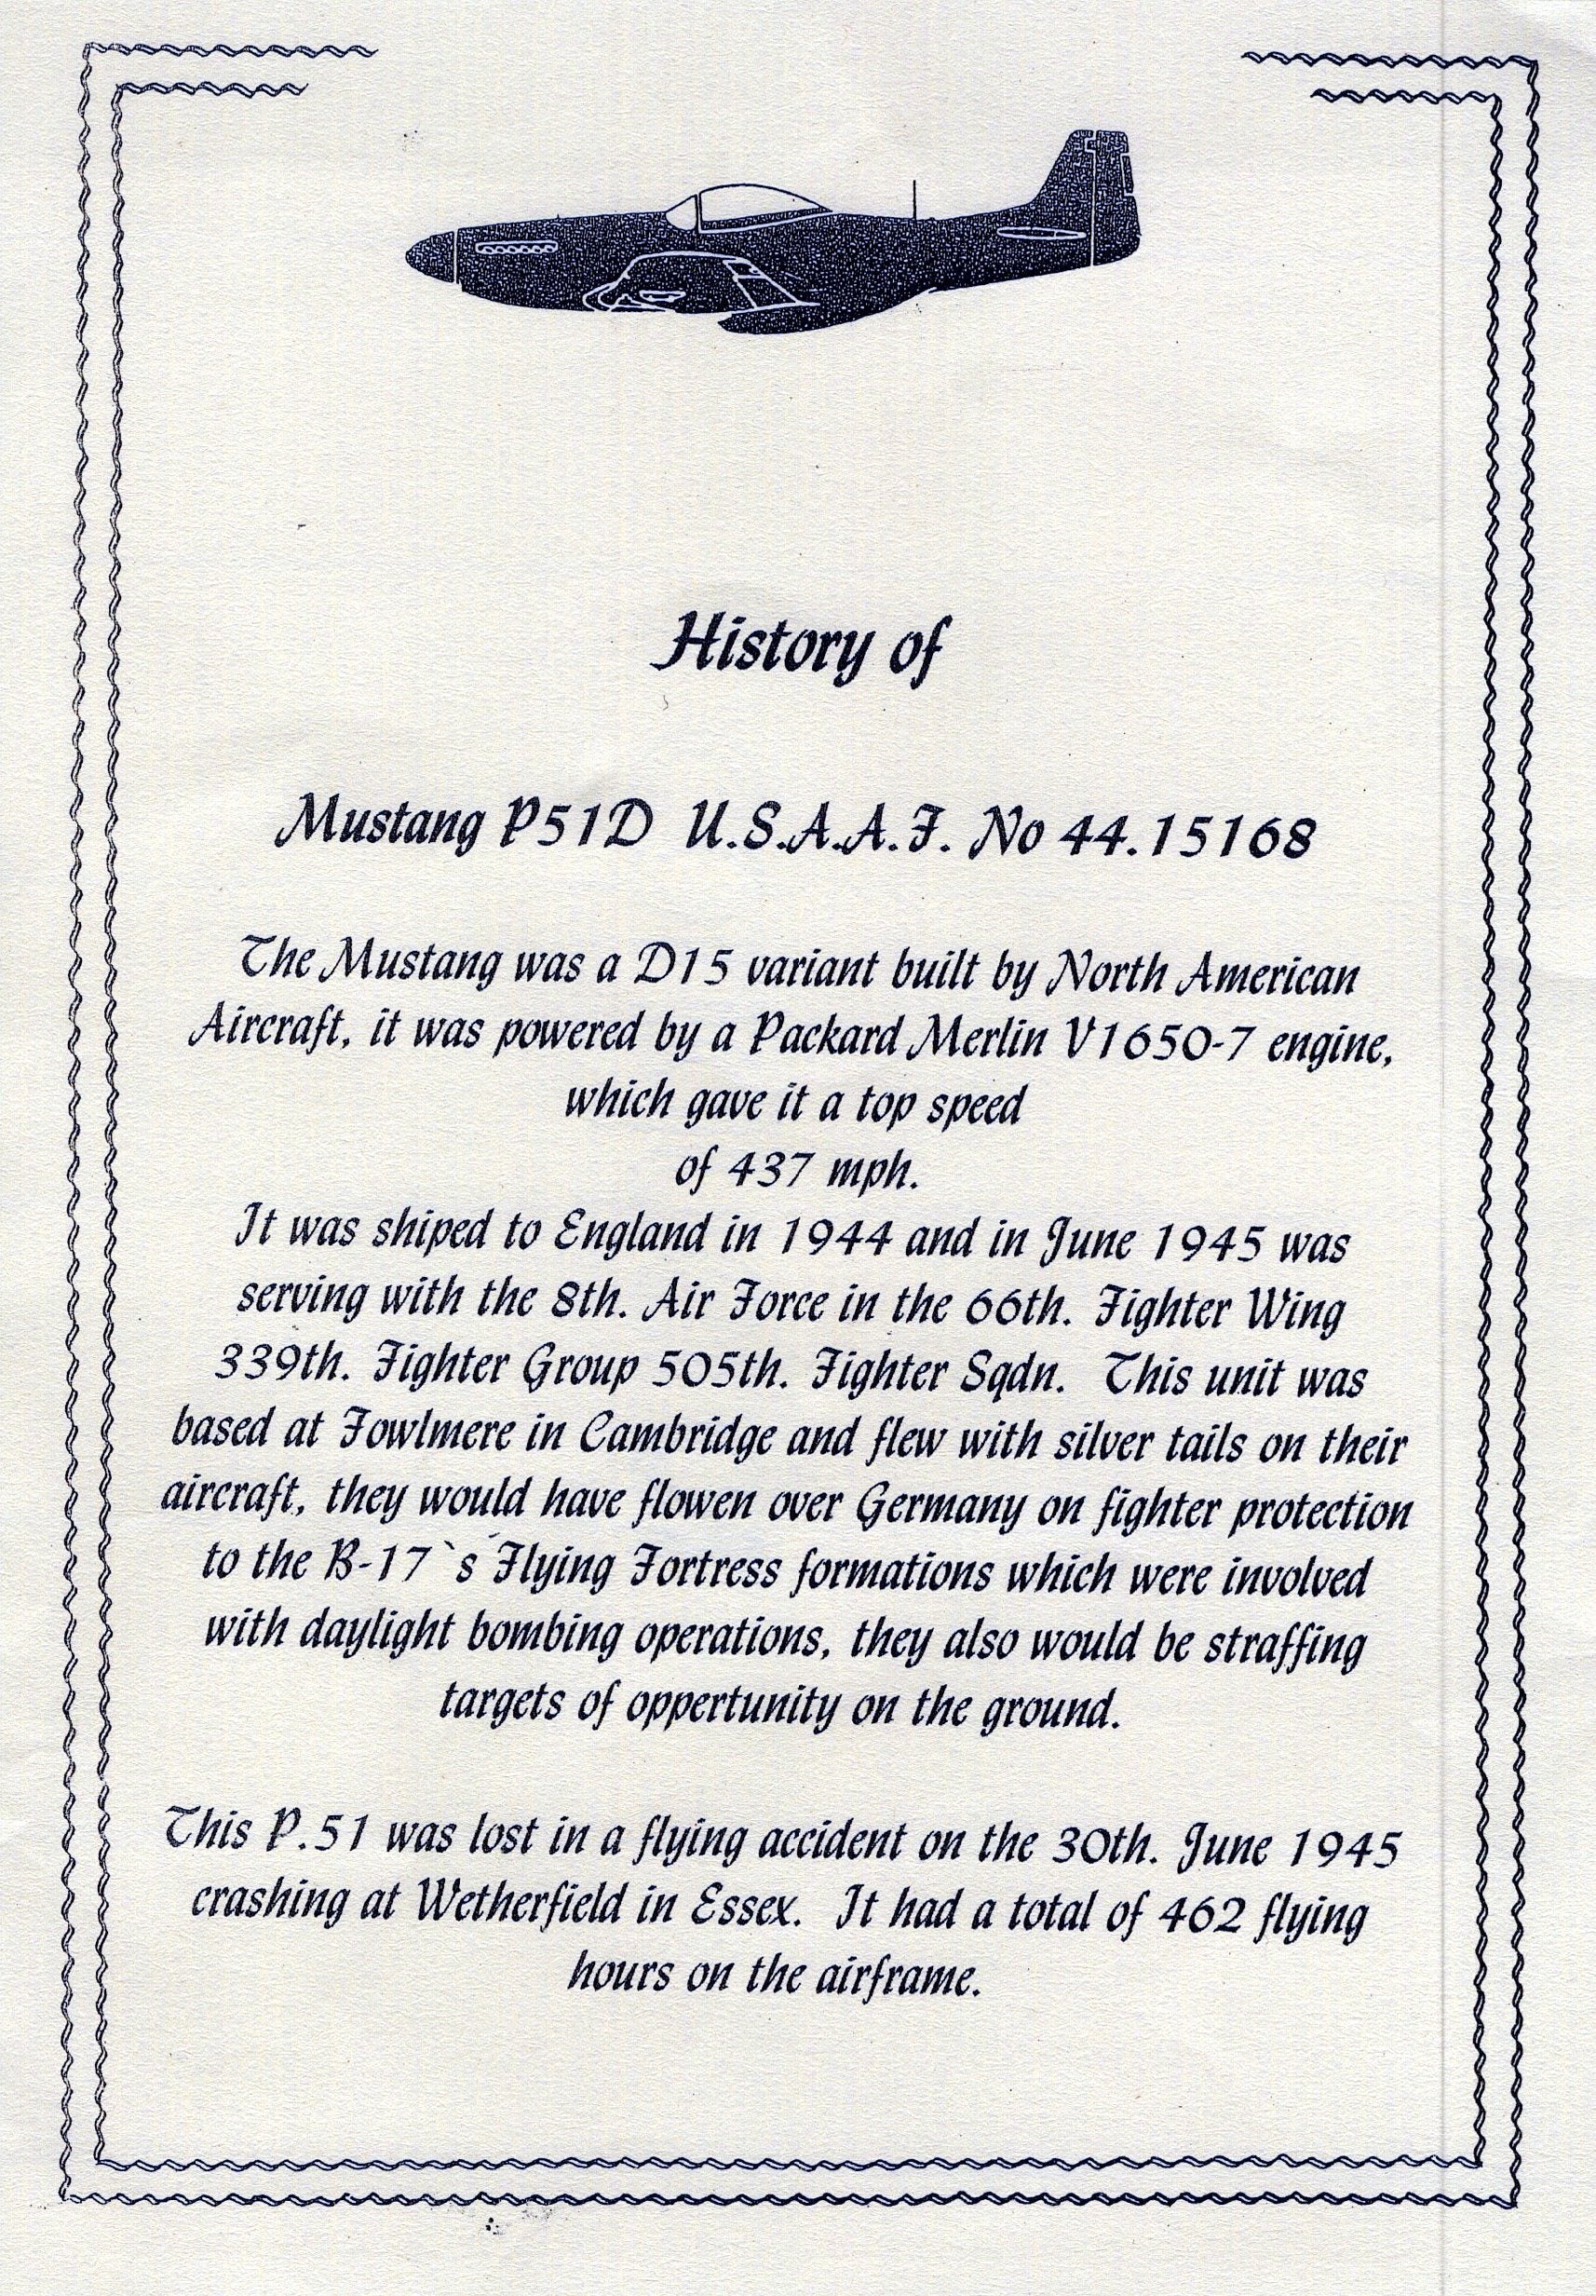 History of
Mustang P51D U.S.A.A.F. No 44.15168
The Mustang was a D15 variant built by North American
Aircraft, it was powered by a Packard Merlin V1650-7 engine,
which gave it a top speed
of 437 mph.
It was shiped to England in 1944 and in June 1945 was
serving with the 8th. Air Force in the 66th. Fighter Wing
339th. Fighter Group 505th. Fighter Sqdn. This unit was
based at Fowlmere in Cambridge and flew with silver tails on their
aircraft, they would have flowen over Germany on fighter protection
to the B-17`s Flying Fortress formations which were involved
with daylight bombing operations, they also would be straffing
targets of oppertunity on the ground.
This P.51 was lost in a flying accident on the 30th. June 1945
crashing at Wetherfield in Essex. It had a total of 462 flying
hours on the airframe.